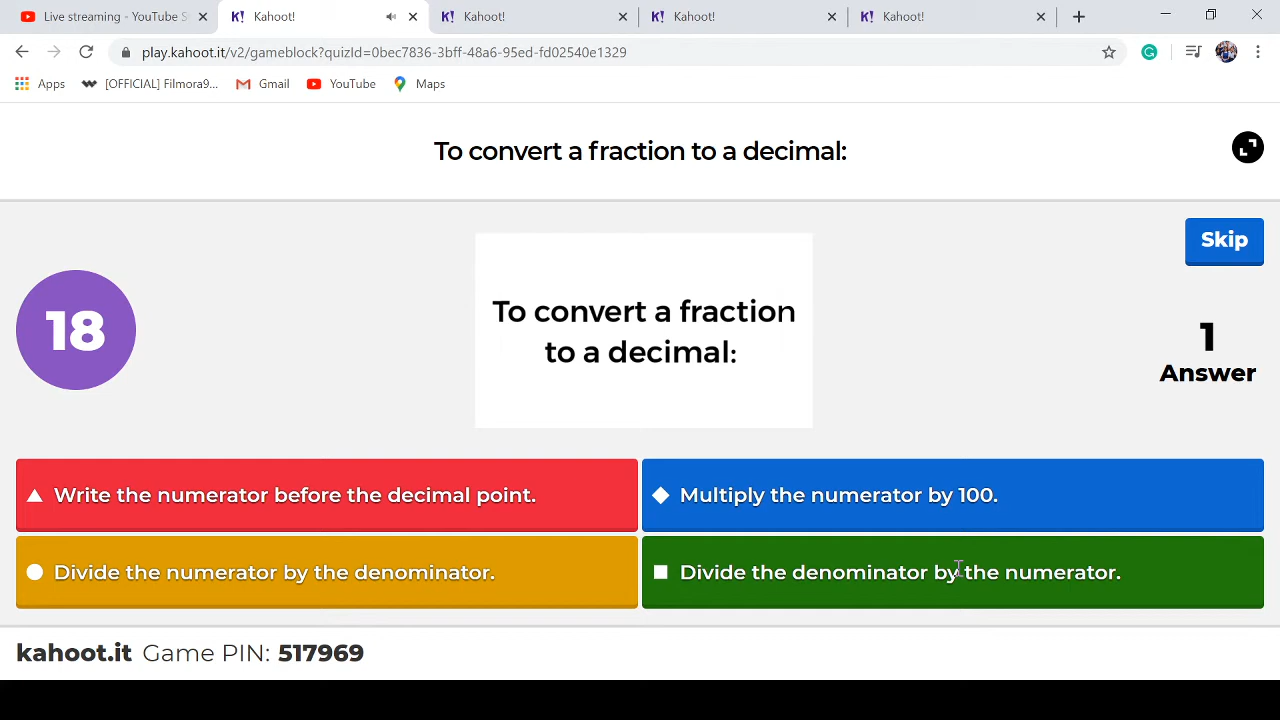 Live streaming - YouTube S
Kahoot!
Kahoot!
Kahoot!
Kahoot!
play.kahoot.it/v2/gameblock?quizId=0bec7836-3bff-48a6-95ed-fd02540e1329
Apps
[OFFICIAL] Filmora9...
Gmail
YouTube
Maps
To convert a fraction to a decimal:
Skip
18
To convert a fraction
to a decimal:
1
Answer
Write the numerator before the decimal point.
Multiply the numerator by 100.
Divide the numerator by the denominator.
Divide the denominator by the numerator.
kahoot.it Game PIN: 517969